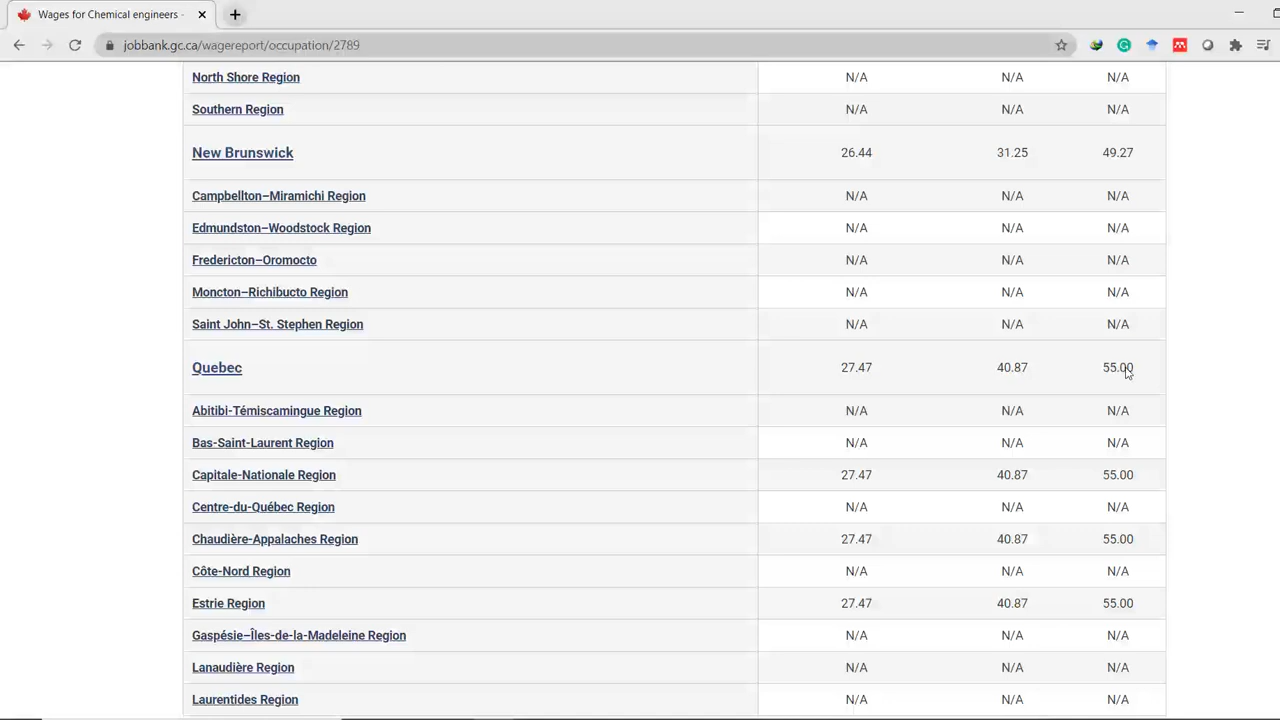 Wages for Chemical engineers -
jobbank.gc.ca/wagereport/occupation/2789
North Shore Region N/A N/A N/A
Southern Region N/A N/A N/A
New Brunswick 26.44 31.25 49.27
Campbellton–Miramichi Region N/A N/A N/A
Edmundston–Woodstock Region N/A N/A N/A
Fredericton–Oromocto N/A N/A N/A
Moncton–Richibucto Region N/A N/A N/A
Saint John–St. Stephen Region N/A N/A N/A
Quebec 27.47 40.87 55.00
Abitibi-Témiscamingue Region N/A N/A N/A
Bas-Saint-Laurent Region N/A N/A N/A
Capitale-Nationale Region 27.47 40.87 55.00
Centre-du-Québec Region N/A N/A N/A
Chaudière-Appalaches Region 27.47 40.87 55.00
Côte-Nord Region N/A N/A N/A
Estrie Region 27.47 40.87 55.00
Gaspésie–Îles-de-la-Madeleine Region N/A N/A N/A
Lanaudière Region N/A N/A N/A
Laurentides Region N/A N/A N/A